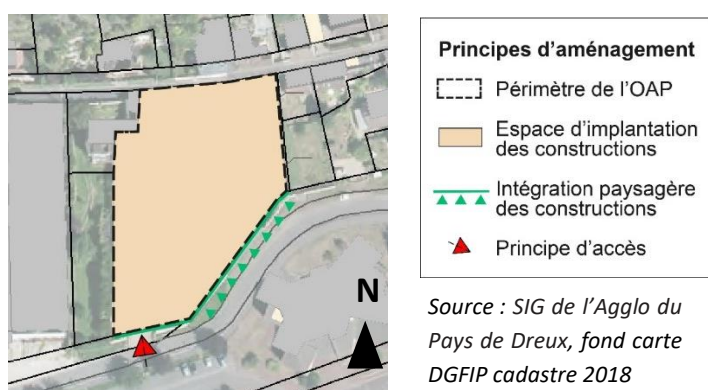 N
Principes d'aménagement
Périmètre de l'OAP
Espace d'implantation
des constructions
Intégration paysagère
des constructions
Principe d'accès
Source : SIG de l'Agglo du
Pays de Dreux, fond carte
DGFIP cadastre 2018